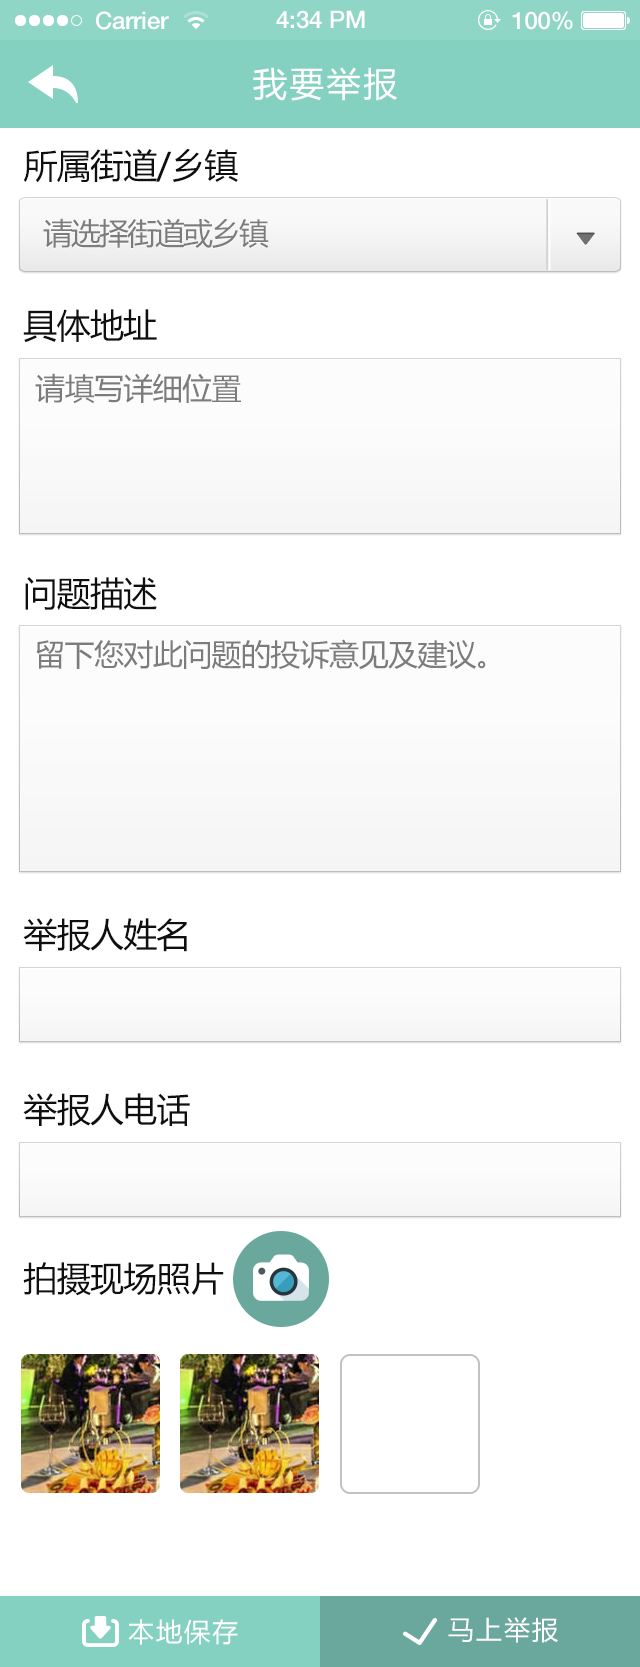 Carrier 4:34 PM 100%
我要举报
所属街道/乡镇
请选择街道或乡镇
具体地址
请填写详细位置
问题描述
留下您对此问题的投诉意见及建议。
举报人姓名
举报人电话
拍摄现场照片
本地保存 马上举报